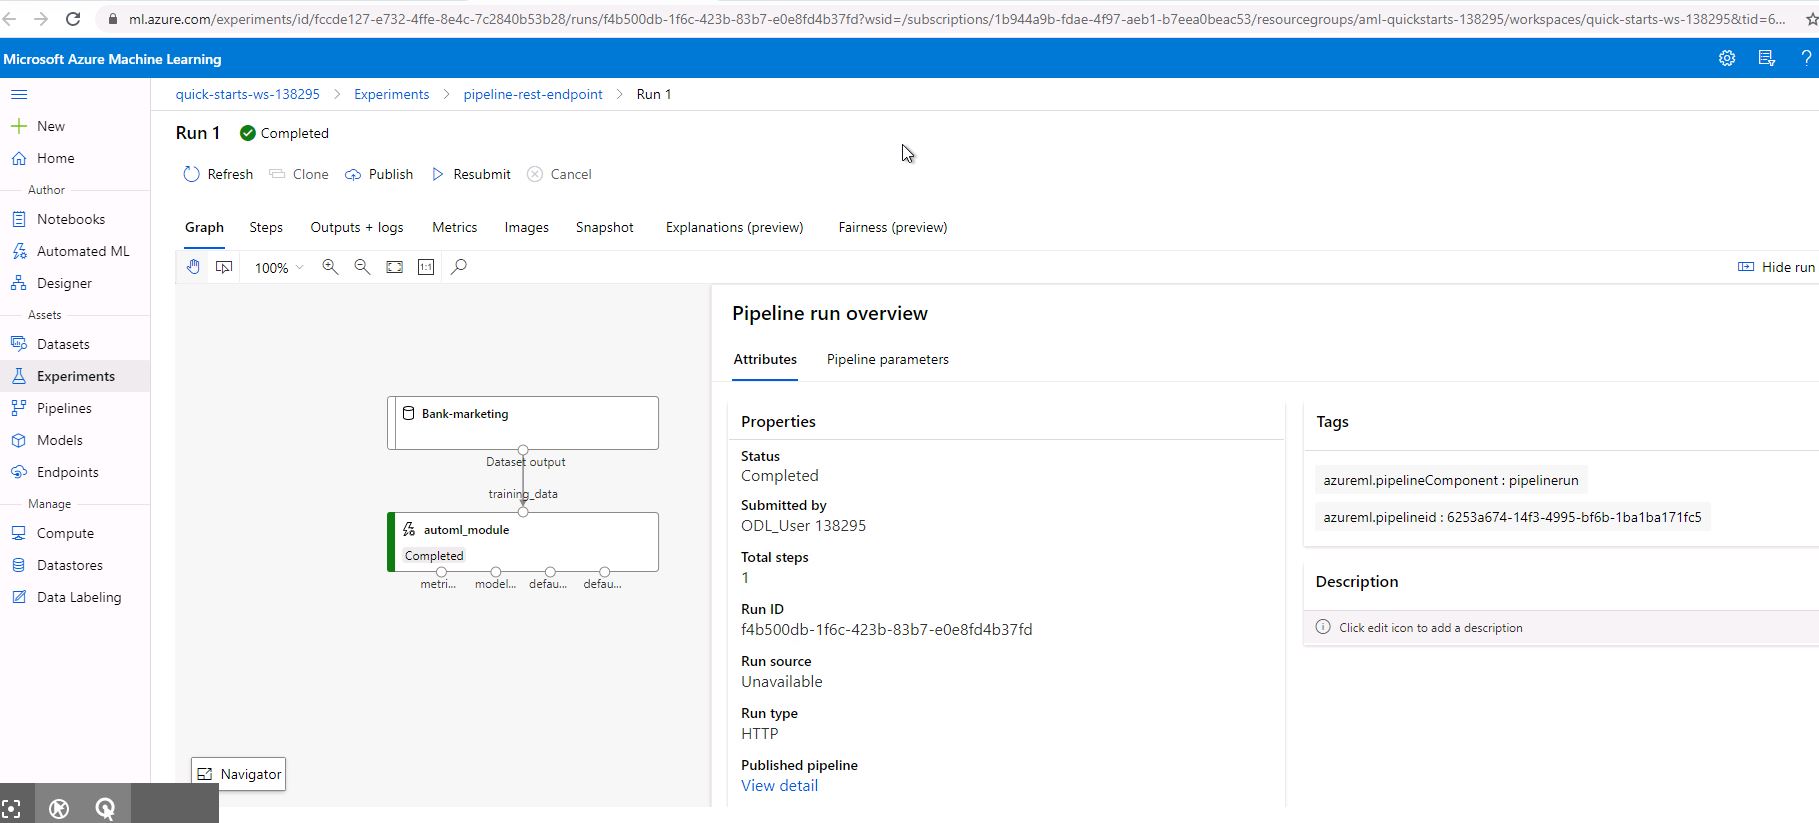 ml.azure.com/experiments/id/fccde127-e732-4ffe-8e4c-7c2840b53b28/runs/f4b500db-1f6c-423b-83b7-e0e8fd4b37fd?wsid=/subscriptions/1b944a9b-fdae-4f97-aeb1-b7eea0beac53/resourcegroups/aml-quickstarts-138295/workspaces/quick-starts-ws-138295&tid=6...
Microsoft Azure Machine Learning
?
quick-starts-ws-138295 > Experiments > pipeline-rest-endpoint > Run 1
New
Home
Author
Notebooks
Automated ML
Designer
Assets
Datasets
Experiments
Pipelines
Models
Endpoints
Manage
Compute
Datastores
Data Labeling
Run 1 Completed
Refresh Clone Publish Resubmit Cancel
Graph Steps Outputs + logs Metrics Images Snapshot Explanations (preview) Fairness (preview)
100% 1:1 Hide run
Bank-marketing
Dataset output
training_data
automl_module
Completed
metri... model... defau... defau...
Navigator
Pipeline run overview
Attributes Pipeline parameters
Properties
Status
Completed
Submitted by
ODL_User 138295
Total steps
1
Run ID
f4b500db-1f6c-423b-83b7-e0e8fd4b37fd
Run source
Unavailable
Run type
HTTP
Published pipeline
View detail
Tags
azureml.pipelineComponent : pipelinerun
azureml.pipelineid : 6253a674-14f3-4995-bf6b-1ba1ba171fc5
Description
Click edit icon to add a description